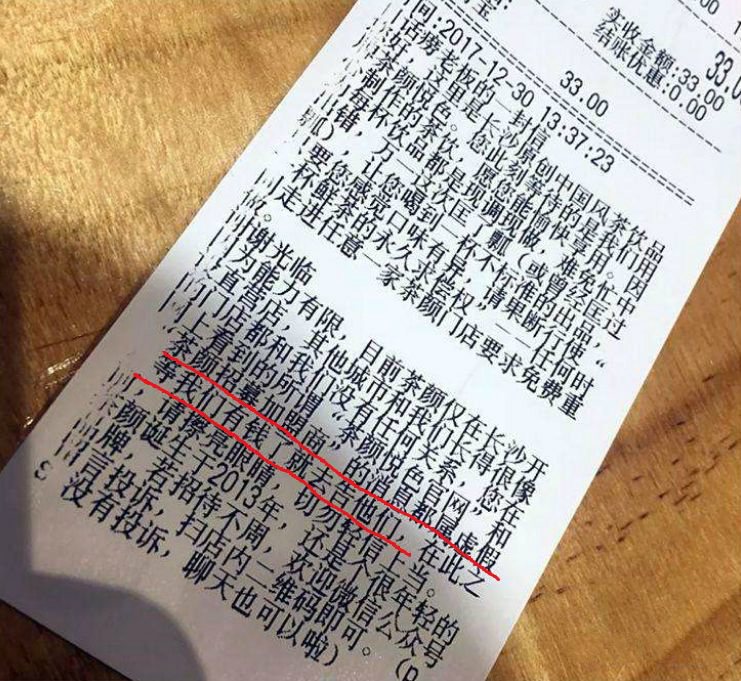 实收金额:33.00
结账优惠:0.00
33.0
33.00
间:2017-12-30 13:37:23
店傍老板的一封信
好，这里是长沙原创中国风茶饮品
茶颜悦色。您此刻等待的是我们用
制作的茶饮，愿您能愉快享用。因
每杯饮品都是现调现做，难免忙中
错，万一这次匡了瓢（或曾经匡过
），让您喝到一杯不标准的出品，
要您感觉口味有异，请果断行使“
杯鲜茶的永久求偿权”——任何时
走进任意一家茶颜门店要求免费重
做。
谢光临
为能力有限，目前茶颜仅在长沙开
直营店，其他城市和我们长得很像
门店都和我们没有任何关系，您在
上看到的所谓“茶颜悦色官网”和
茶颜招募加盟商”的消息都属虚假
等我们有钱了就去告他们，在此之
，请擦亮眼睛，切勿轻信上当。
颜诞生于2013年，还是个很年轻的
牌，若招待不周，欢迎微信公众号
言投诉，扫店内二维码即可。（p
s 没有投诉，聊天也可以啦）